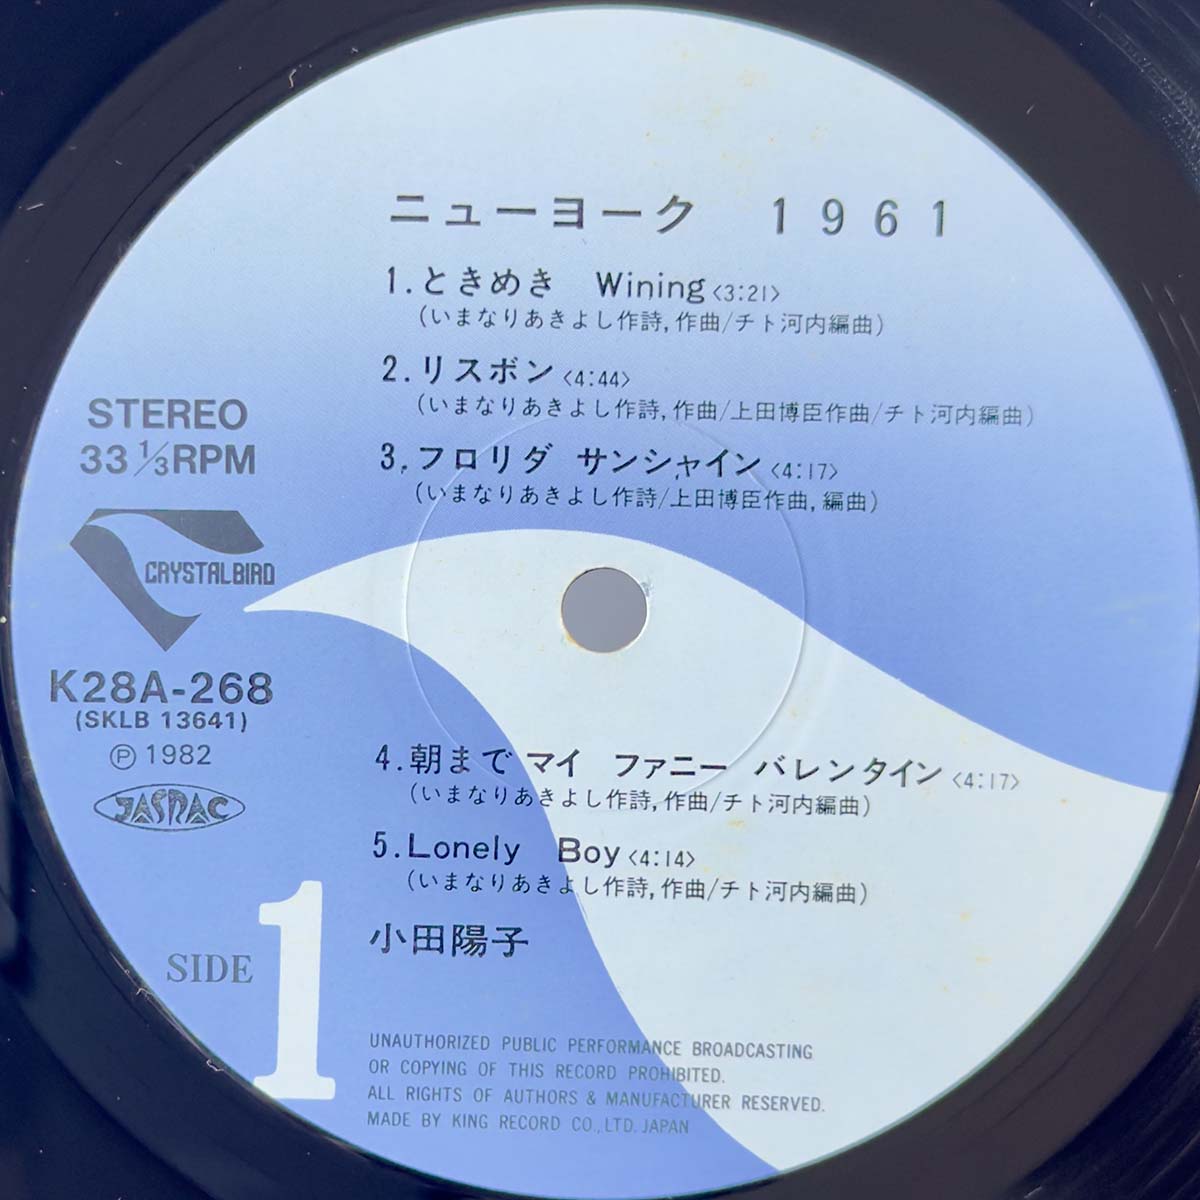 ニューヨーク 1961
1.ときめき Wining〈3:21〉
(いまなりあきよし作詩,作曲/チト河内編曲)
2.リスボン〈4:44〉
(いまなりあきよし作詩,作曲/上田博臣作曲/チト河内編曲)
3.フロリダ サンシャイン〈4:17〉
(いまなりあきよし作詩/上田博臣作曲,編曲)
STEREO
33 1/3 RPM
CRYSTAL BIRD
K28A-268
(SKLB 13641)
Ⓟ 1982
JASRAC
4.朝まで マイ ファニー バレンタイン〈4:17〉
(いまなりあきよし作詩,作曲/チト河内編曲)
5.Lonely Boy〈4:14〉
(いまなりあきよし作詩,作曲/チト河内編曲)
小田陽子
SIDE 1
UNAUTHORIZED PUBLIC PERFORMANCE BROADCASTING
OR COPYING OF THIS RECORD PROHIBITED.
ALL RIGHTS OF AUTHORS & MANUFACTURER RESERVED.
MADE BY KING RECORD CO.,LTD. JAPAN